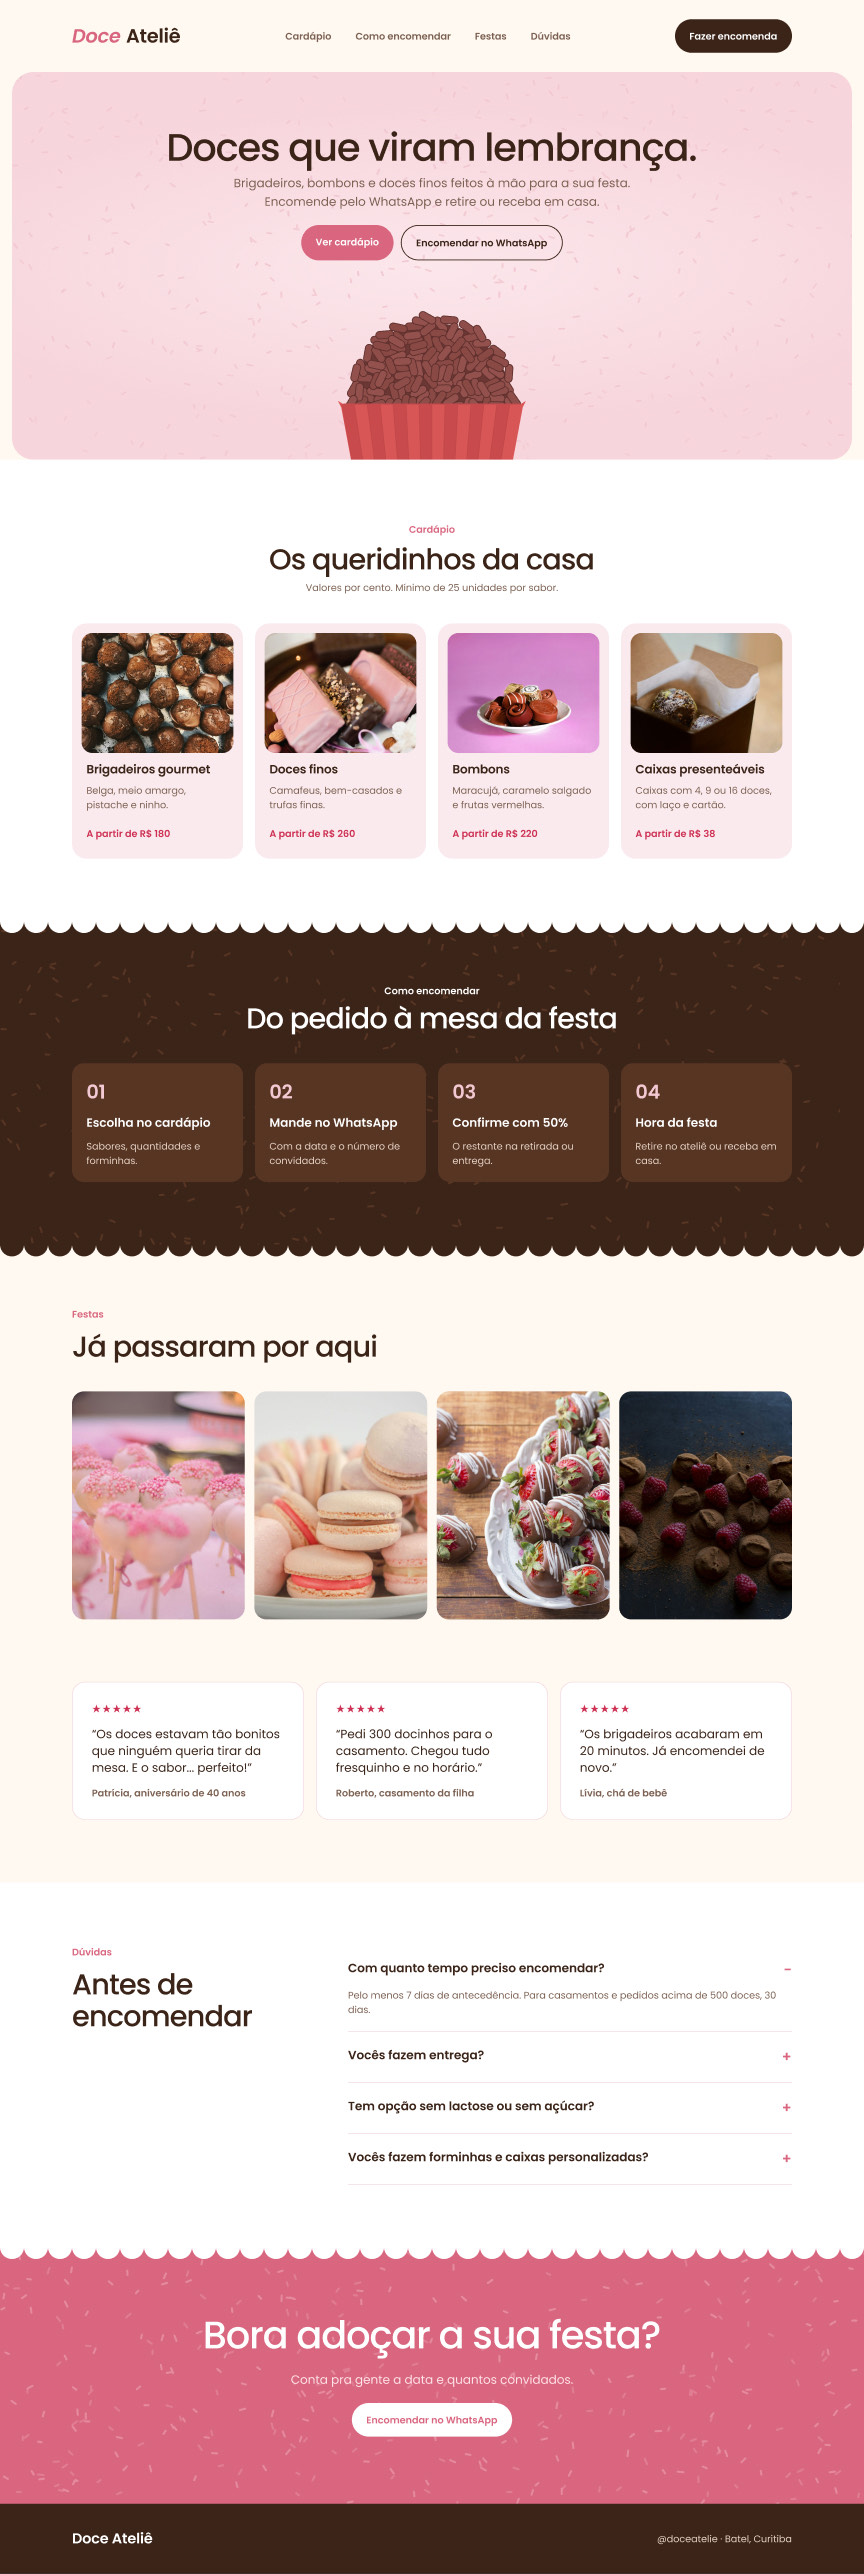 Doce Ateliê
Cardápio
Como encomendar
Festas
Dúvidas
Fazer encomenda
Doces que viram lembrança.
Brigadeiros, bombons e doces finos feitos à mão para a sua festa.
Encomende pelo WhatsApp e retire ou receba em casa.
Ver cardápio
Encomendar no WhatsApp
Cardápio
Os queridinhos da casa
Valores por cento. Mínimo de 25 unidades por sabor.
Brigadeiros gourmet
Belga, meio amargo,
pistache e ninho.
A partir de R$ 180
Doces finos
Camafeus, bem-casados e
trufas finas.
A partir de R$ 260
Bombons
Maracujá, caramelo salgado
e frutas vermelhas.
A partir de R$ 220
Caixas presenteáveis
Caixas com 4, 9 ou 16 doces,
com laço e cartão.
A partir de R$ 38
Como encomendar
Do pedido à mesa da festa
01
Escolha no cardápio
Sabores, quantidades e
forminhas.
02
Mande no WhatsApp
Com a data e o número de
convidados.
03
Confirme com 50%
O restante na retirada ou
entrega.
04
Hora da festa
Retire no ateliê ou receba em
casa.
Festas
Já passaram por aqui
★★★★★
“Os doces estavam tão bonitos
que ninguém queria tirar da
mesa. E o sabor... perfeito!”
Patrícia, aniversário de 40 anos
★★★★★
“Pedi 300 docinhos para o
casamento. Chegou tudo
fresquinho e no horário.”
Roberto, casamento da filha
★★★★★
“Os brigadeiros acabaram em
20 minutos. Já encomendei de
novo.”
Lívia, chá de bebê
Dúvidas
Antes de
encomendar
Com quanto tempo preciso encomendar?
−
Pelo menos 7 dias de antecedência. Para casamentos e pedidos acima de 500 doces, 30
dias.
Vocês fazem entrega?
+
Tem opção sem lactose ou sem açúcar?
+
Vocês fazem forminhas e caixas personalizadas?
+
Bora adoçar a sua festa?
Conta pra gente a data e quantos convidados.
Encomendar no WhatsApp
Doce Ateliê
@doceatelie · Batel, Curitiba